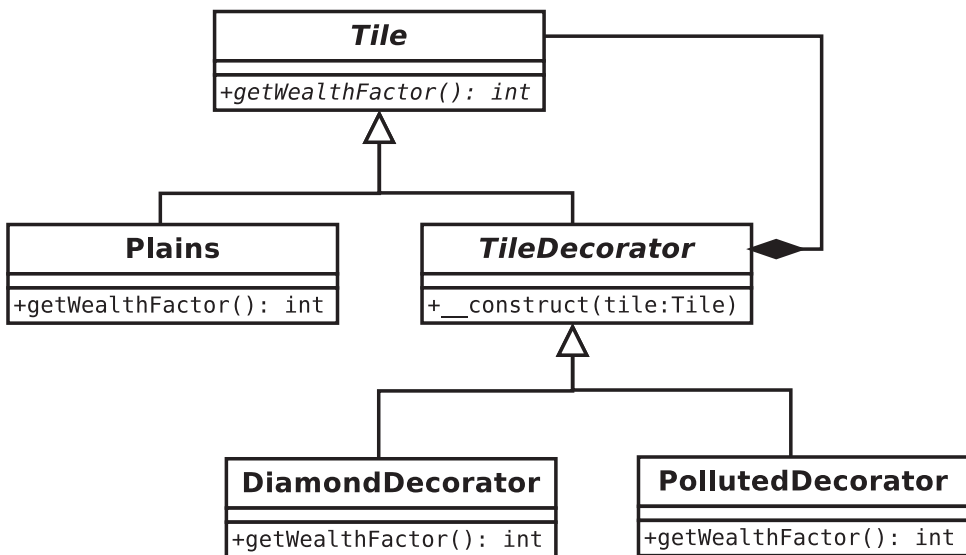 Tile
+getWealthFactor(): int
Plains
+getWealthFactor(): int
TileDecorator
+__construct(tile:Tile)
DiamondDecorator
+getWealthFactor(): int
PollutedDecorator
+getWealthFactor(): int